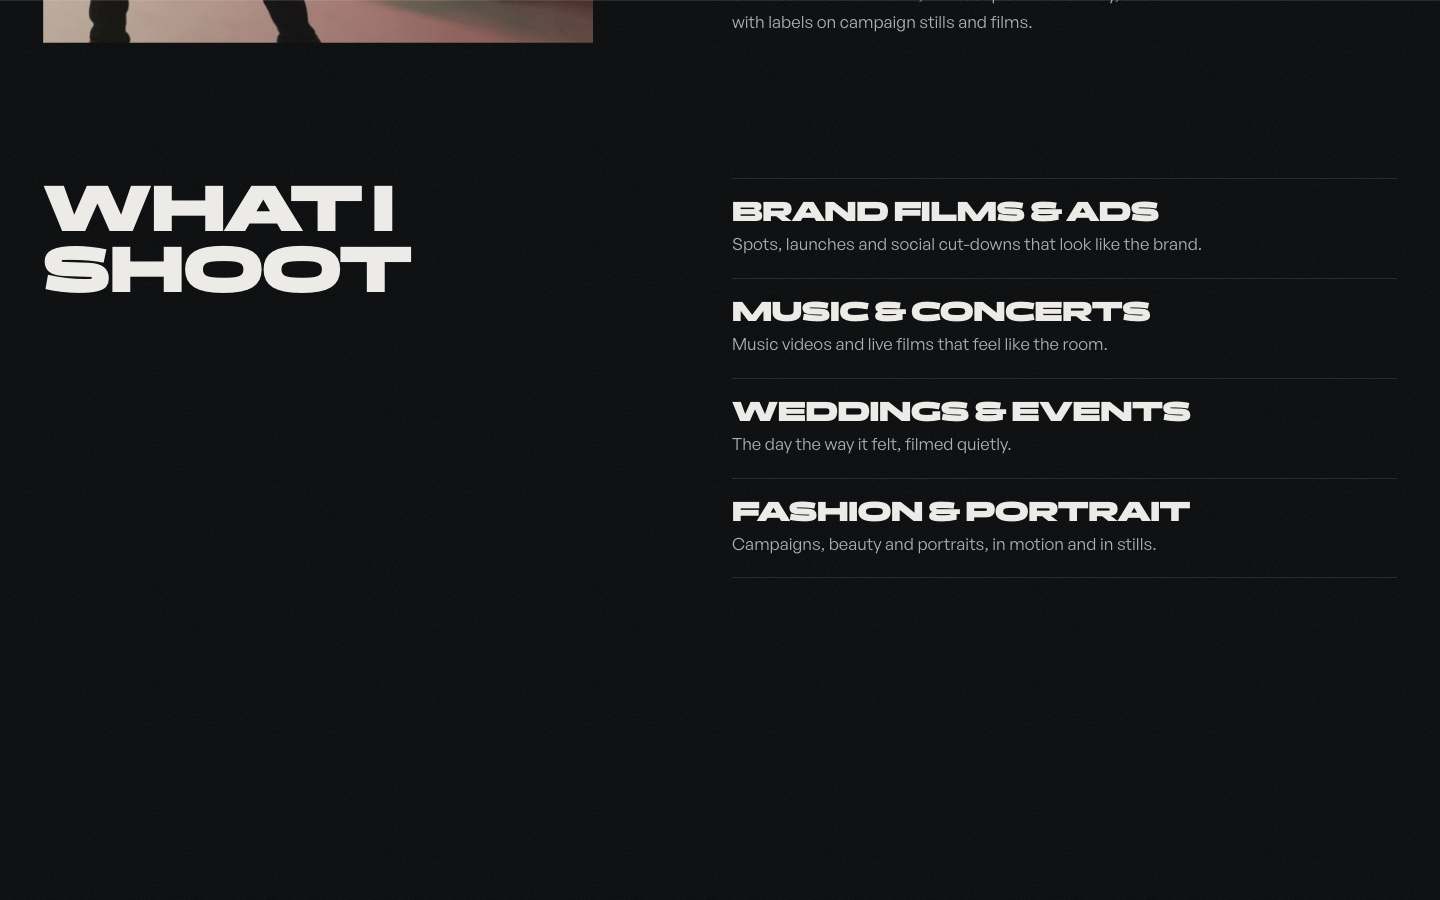 with labels on campaign stills and films.
WHAT I
SHOOT
BRAND FILMS & ADS
Spots, launches and social cut-downs that look like the brand.
MUSIC & CONCERTS
Music videos and live films that feel like the room.
WEDDINGS & EVENTS
The day the way it felt, filmed quietly.
FASHION & PORTRAIT
Campaigns, beauty and portraits, in motion and in stills.